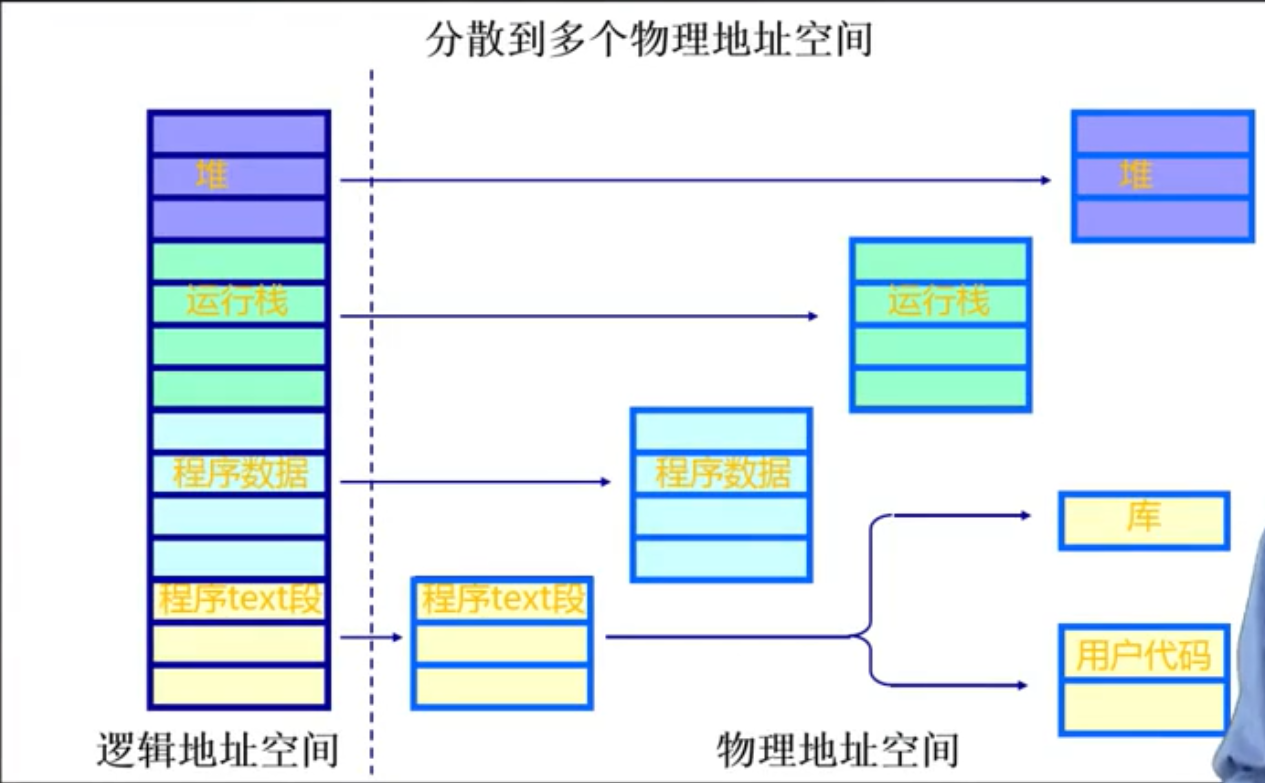 分散到多个物理地址空间
堆
堆
运行栈
运行栈
程序数据
程序数据
库
程序text段
程序text段
用户代码
逻辑地址空间
物理地址空间